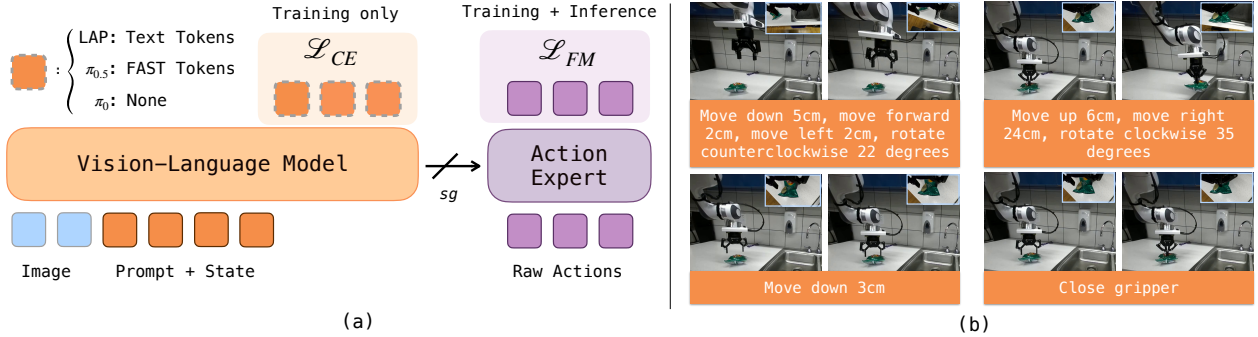 Training only
Training + Inference
LAP: Text Tokens
π0.5: FAST Tokens
π0: None
:
ℒCE
ℒFM
Vision-Language Model
sg
Action
Expert
Image
Prompt + State
Raw Actions
(a)
Move down 5cm, move forward
2cm, move left 2cm, rotate
counterclockwise 22 degrees
Move up 6cm, move right
24cm, rotate clockwise 35
degrees
Move down 3cm
Close gripper
(b)